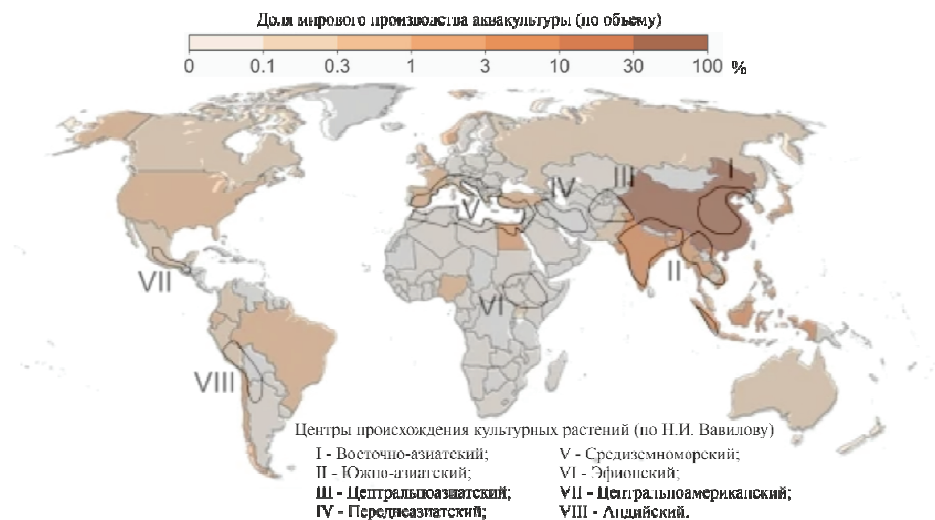 Доля мирового производства аквакультуры (по объему)
0 0.1 0.3 1 3 10 30 100 %
I
III
IV
V
II
VII
VI
VIII
Центры происхождения культурных растений (по Н.И. Вавилову)
I - Восточно-азиатский; V - Средиземноморский;
II - Южно-азиатский; VI - Эфионский;
III - Центральноазиатский; VII - Центральноамериканский;
IV - Переднеазиатский; VIII - Андийский.